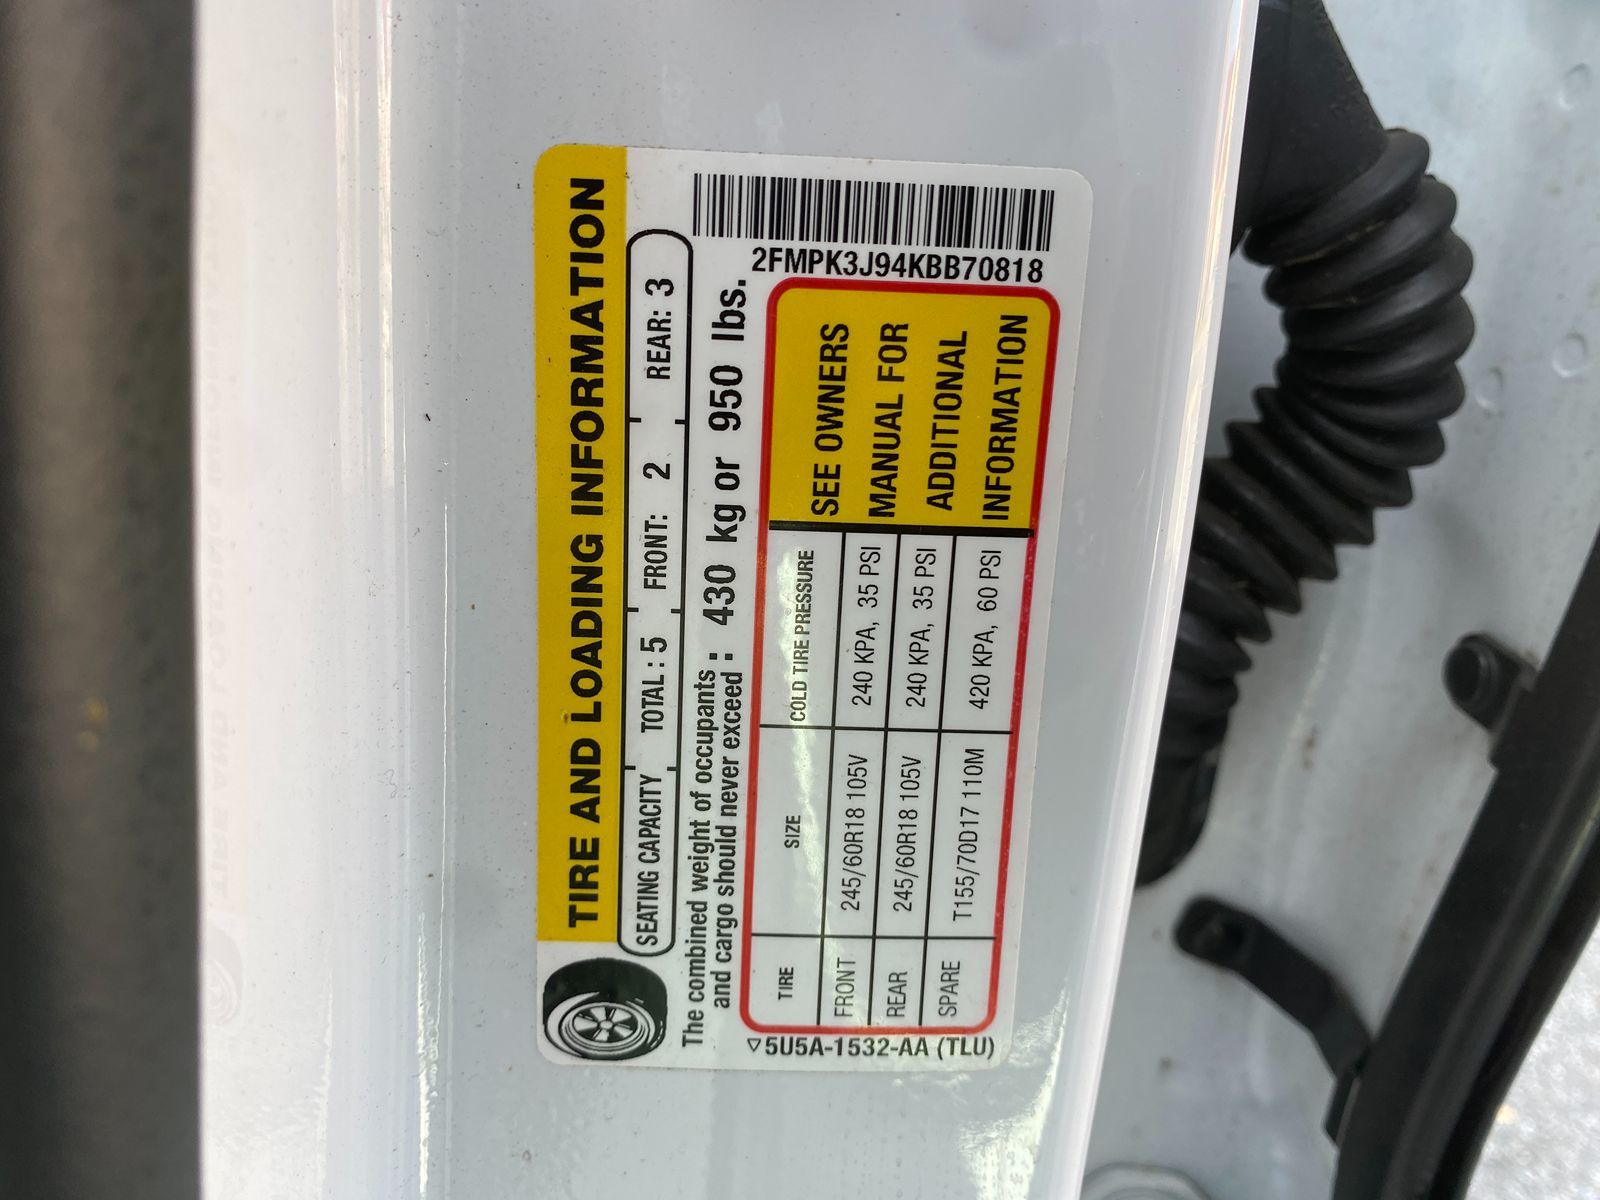 TIRE AND LOADING INFORMATION
SEATING CAPACITY TOTAL : 5 FRONT: 2 REAR: 3
The combined weight of occupants
and cargo should never exceed : 430 kg or 950 lbs.
TIRE SIZE COLD TIRE PRESSURE
FRONT 245/60R18 105V 240 KPA, 35 PSI
REAR 245/60R18 105V 240 KPA, 35 PSI
SPARE T155/70D17 110M 420 KPA, 60 PSI
SEE OWNERS
MANUAL FOR
ADDITIONAL
INFORMATION
2FMPK3J94KBB70818
5U5A-1532-AA (TLU)